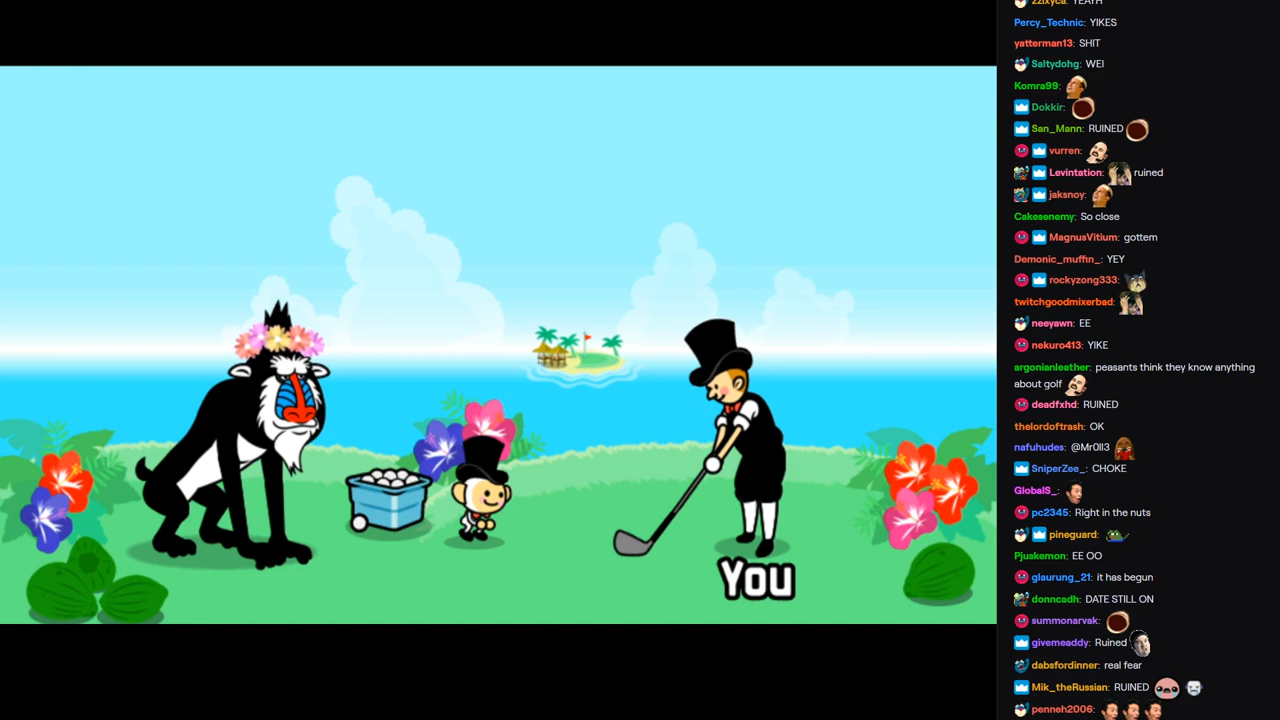 zzlxyca: YEAYH
Percy_Technic: YIKES
yatterman13: SHIT
Saltydohg: WEI
Komra99:
Dokkir:
San_Mann: RUINED
vurren:
Levintation: ruined
jaksnoy:
Cakesenemy: So close
MagnusVitium: gottem
Demonic_muffin_: YEY
rockyzong333:
twitchgoodmixerbad:
neeyawn: EE
nekuro413: YIKE
argonianleather: peasants think they know anything
about golf
deadfxhd: RUINED
thelordoftrash: OK
nafuhudes: @Mr0ll3
SniperZee_: CHOKE
GlobalS_:
pc2345: Right in the nuts
pineguard:
Pjuskemon: EE OO
glaurung_21: it has begun
donncadh: DATE STILL ON
summonarvak:
givemeaddy: Ruined
dabsfordinner: real fear
Mik_theRussian: RUINED
penneh2006:
You